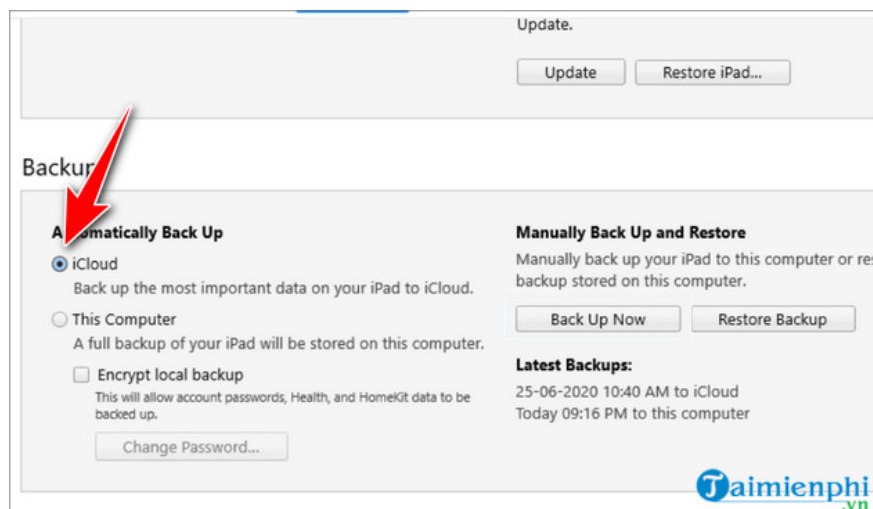 Update.
Update
Restore iPad...
Backup
Automatically Back Up
iCloud
Back up the most important data on your iPad to iCloud.
This Computer
A full backup of your iPad will be stored on this computer.
Encrypt local backup
This will allow account passwords, Health, and HomeKit data to be
backed up.
Change Password...
Manually Back Up and Restore
Manually back up your iPad to this computer or res
backup stored on this computer.
Back Up Now
Restore Backup
Latest Backups:
25-06-2020 10:40 AM to iCloud
Today 09:16 PM to this computer
Taimienphi
.vn